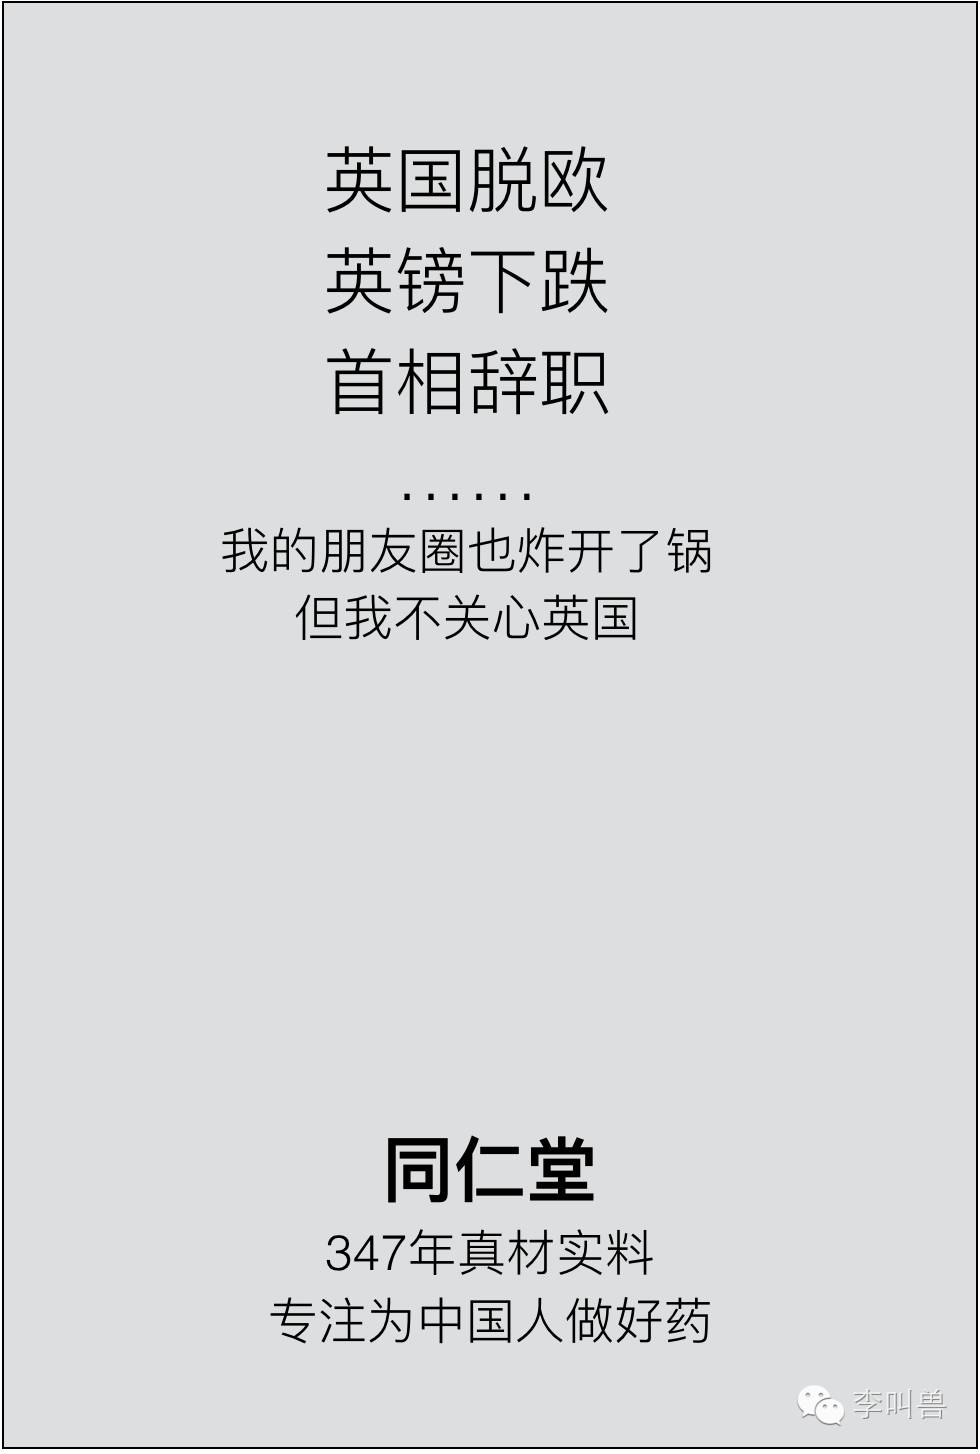 英国脱欧
英镑下跌
首相辞职
......
我的朋友圈也炸开了锅
但我不关心英国
同仁堂
347年真材实料
专注为中国人做好药
李叫兽